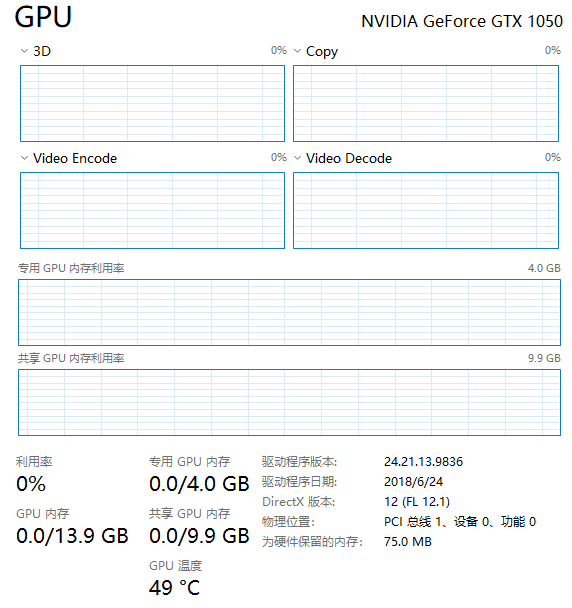 GPU
NVIDIA GeForce GTX 1050
3D 0%
Copy 0%
Video Encode 0%
Video Decode 0%
专用 GPU 内存利用率 4.0 GB
共享 GPU 内存利用率 9.9 GB
利用率
0%
专用 GPU 内存
0.0/4.0 GB
GPU 内存
0.0/13.9 GB
共享 GPU 内存
0.0/9.9 GB
GPU 温度
49 °C
驱动程序版本: 24.21.13.9836
驱动程序日期: 2018/6/24
DirectX 版本: 12 (FL 12.1)
物理位置: PCI 总线 1、设备 0、功能 0
为硬件保留的内存: 75.0 MB